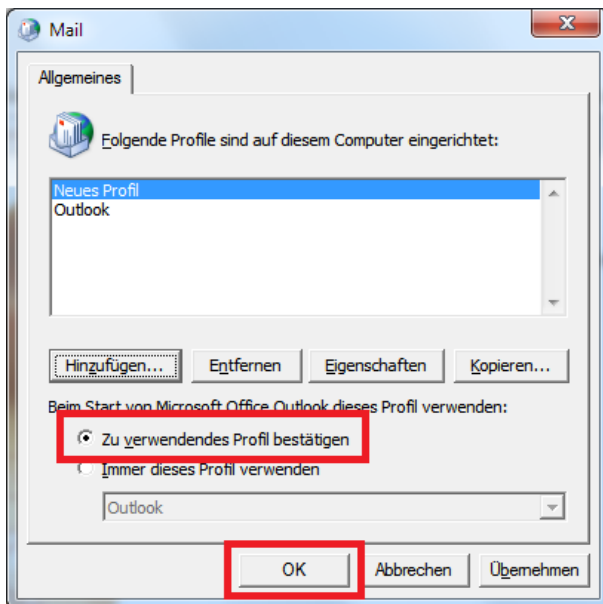 Mail
Allgemeines
Folgende Profile sind auf diesem Computer eingerichtet:
Neues Profil
Outlook
Hinzufügen... Entfernen Eigenschaften Kopieren...
Beim Start von Microsoft Office Outlook dieses Profil verwenden:
Zu verwendendes Profil bestätigen
Immer dieses Profil verwenden
Outlook
OK Abbrechen Übernehmen